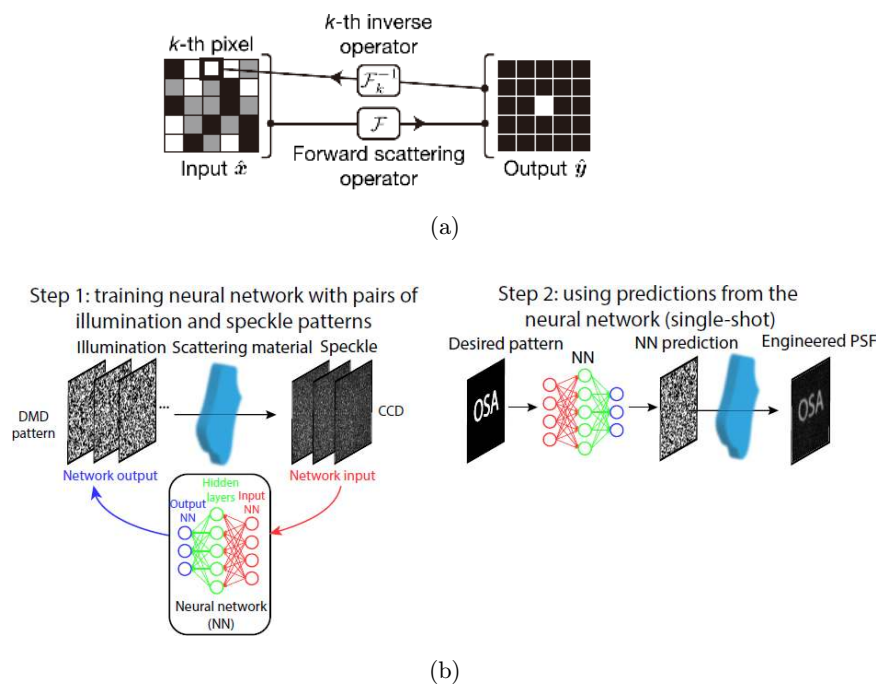 k-th inverse
operator
k-th pixel
ℱₖ⁻¹
ℱ
Forward scattering
operator
Input x̂
Output ŷ
(a)
Step 1: training neural network with pairs of
illumination and speckle patterns
Illumination Scattering material Speckle
DMD
pattern
...
CCD
Network output
Network input
Hidden
layers
Output
NN
Input
NN
Neural network
(NN)
Step 2: using predictions from the
neural network (single-shot)
Desired pattern
NN
NN prediction
Engineered PSF
OSA
OSA
(b)